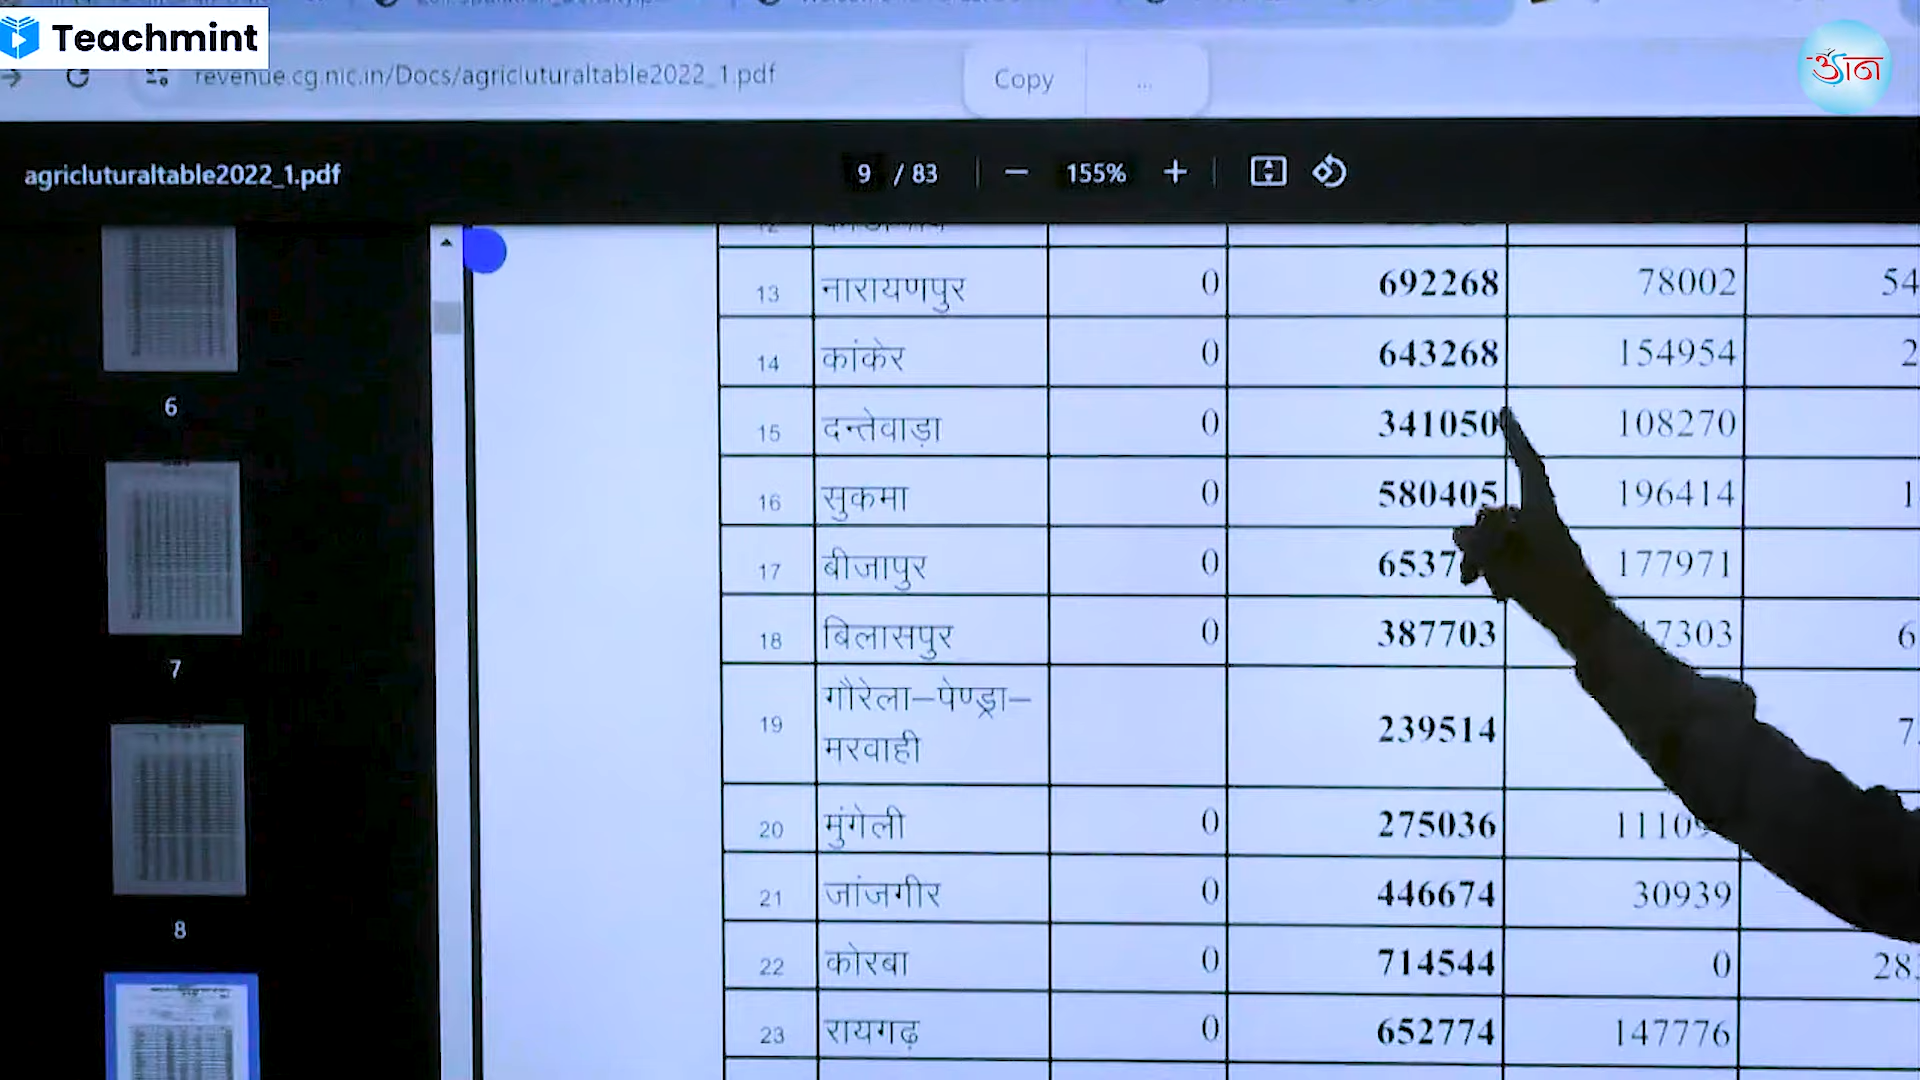 Teachmint
revenue.cg.nic.in/Docs/agricluturaltable2022_1.pdf
Copy
...
आन
agricluturaltable2022_1.pdf
9 / 83
155%
13 नारायणपुर 0 692268 78002 54
14 कांकेर 0 643268 154954 2
15 दन्तेवाड़ा 0 341050 108270
16 सुकमा 0 580405 196414 1
17 बीजापुर 0 6537 177971
18 बिलासपुर 0 387703 7303 6
19 गौरेला–पेण्ड्रा–
मरवाही 239514 7
20 मुंगेली 0 275036 11109
21 जांजगीर 0 446674 30939
22 कोरबा 0 714544 0 28
23 रायगढ़ 0 652774 147776
6
7
8